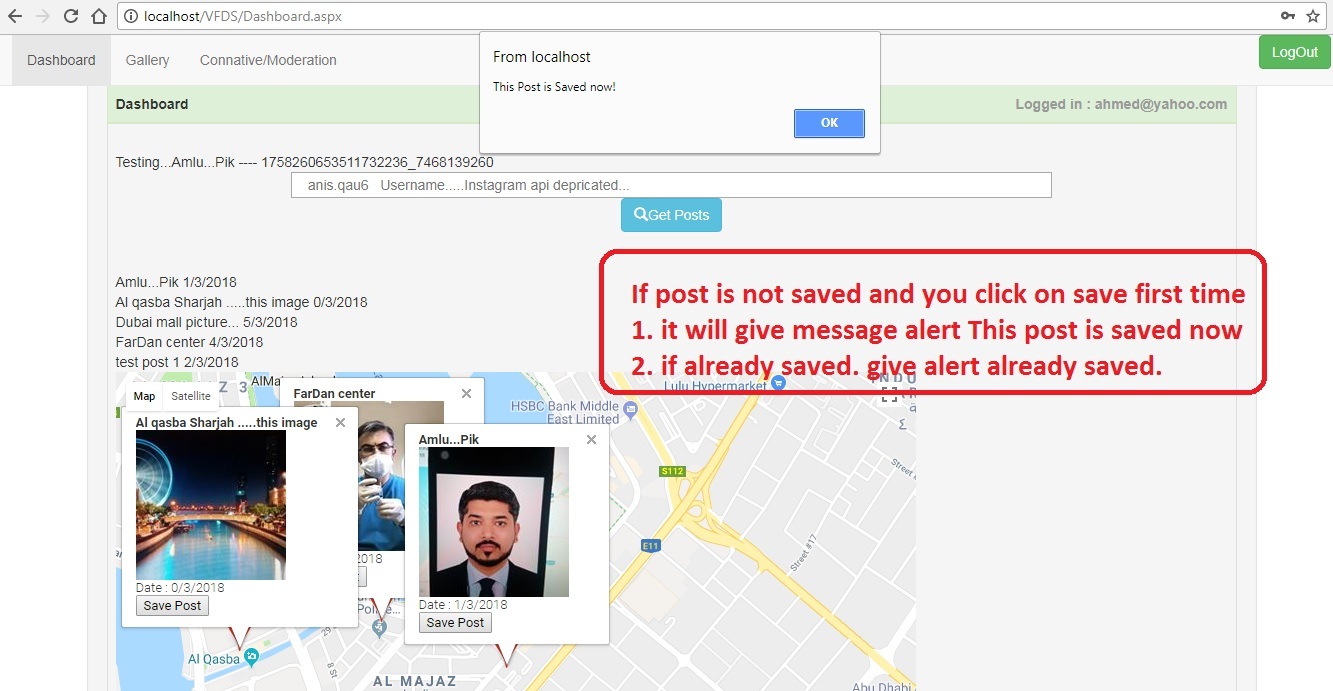 localhost/VFDS/Dashboard.aspx
Dashboard Gallery Connative/Moderation
LogOut
From localhost
This Post is Saved now!
OK
Dashboard
Logged in : ahmed@yahoo.com
Testing...Amlu...Pik ---- 1758260653511732236_7468139260
anis.qau6 Username.....Instagram api depricated...
Get Posts
Amlu...Pik 1/3/2018
Al qasba Sharjah .....this image 0/3/2018
Dubai mall picture... 5/3/2018
FarDan center 4/3/2018
test post 1 2/3/2018
If post is not saved and you click on save first time
1. it will give message alert This post is saved now
2. if already saved. give alert already saved.
Map Satellite
FarDan center
Al qasba Sharjah .....this image
Date : 0/3/2018
Save Post
Amlu...Pik
Date : 1/3/2018
Save Post
HSBC Bank Middle
East Limited
Lulu Hypermarket
S112
E11
Street #17
Street
8 St
Al Qasba
AL MAJAZ
Abu Dhabi